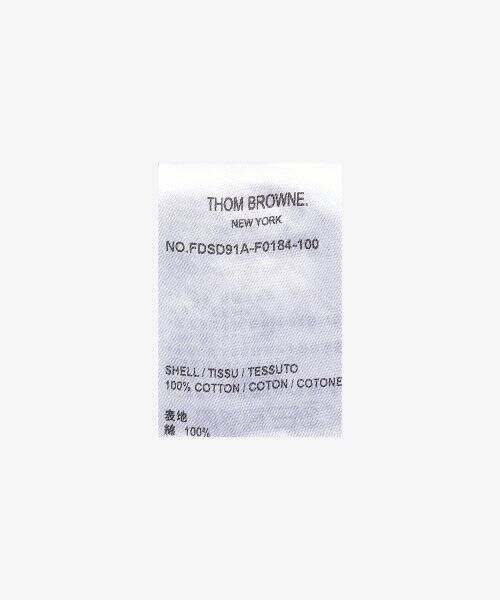 THOM BROWNE.
NEW YORK
NO.FDSD91A-F0184-100
SHELL / TISSU / TESSUTO
100% COTTON / COTON / COTONE
表地
綿 100%